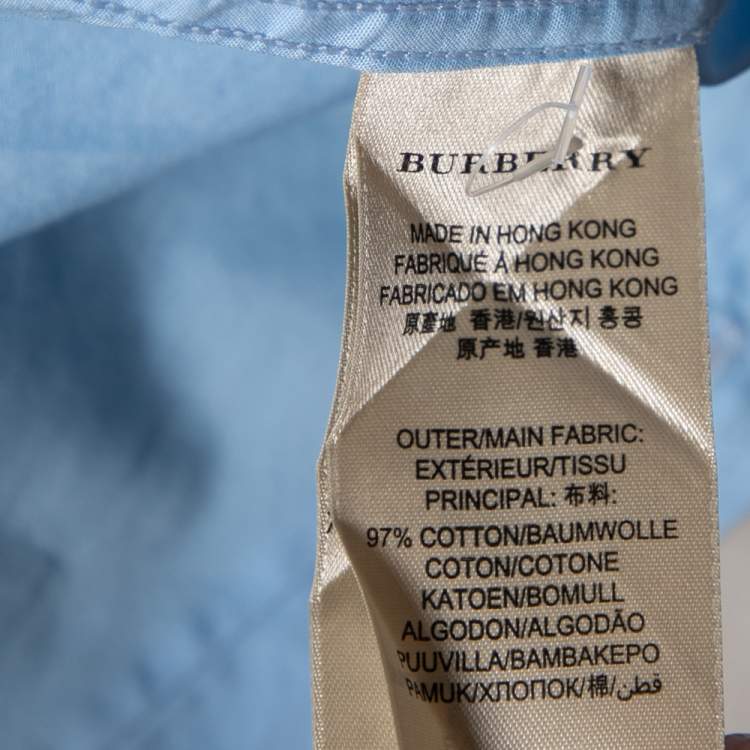 BURBERRY
MADE IN HONG KONG
FABRIQUÉ À HONG KONG
FABRICADO EM HONG KONG
原產地 香港/원산지 홍콩
原产地 香港
OUTER/MAIN FABRIC:
EXTÉRIEUR/TISSU
PRINCIPAL: 布料:
97% COTTON/BAUMWOLLE
COTON/COTONE
KATOEN/BOMULL
ALGODON/ALGODÃO
PUUVILLA/BAMBAKEPO
PAMUK/ХЛОПОК/棉/قطن